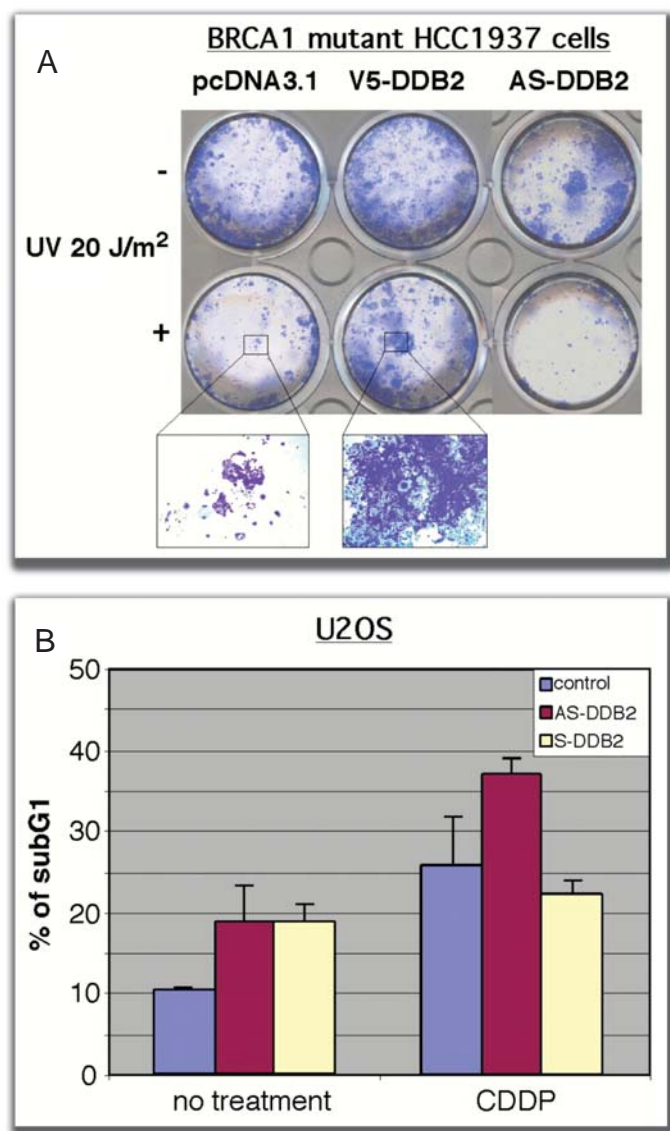 A
BRCA1 mutant HCC1937 cells
pcDNA3.1 V5-DDB2 AS-DDB2
-
UV 20 J/m²
+
B
U2OS
50
40
30
20
10
0
% of subG1
control
AS-DDB2
S-DDB2
no treatment CDDP